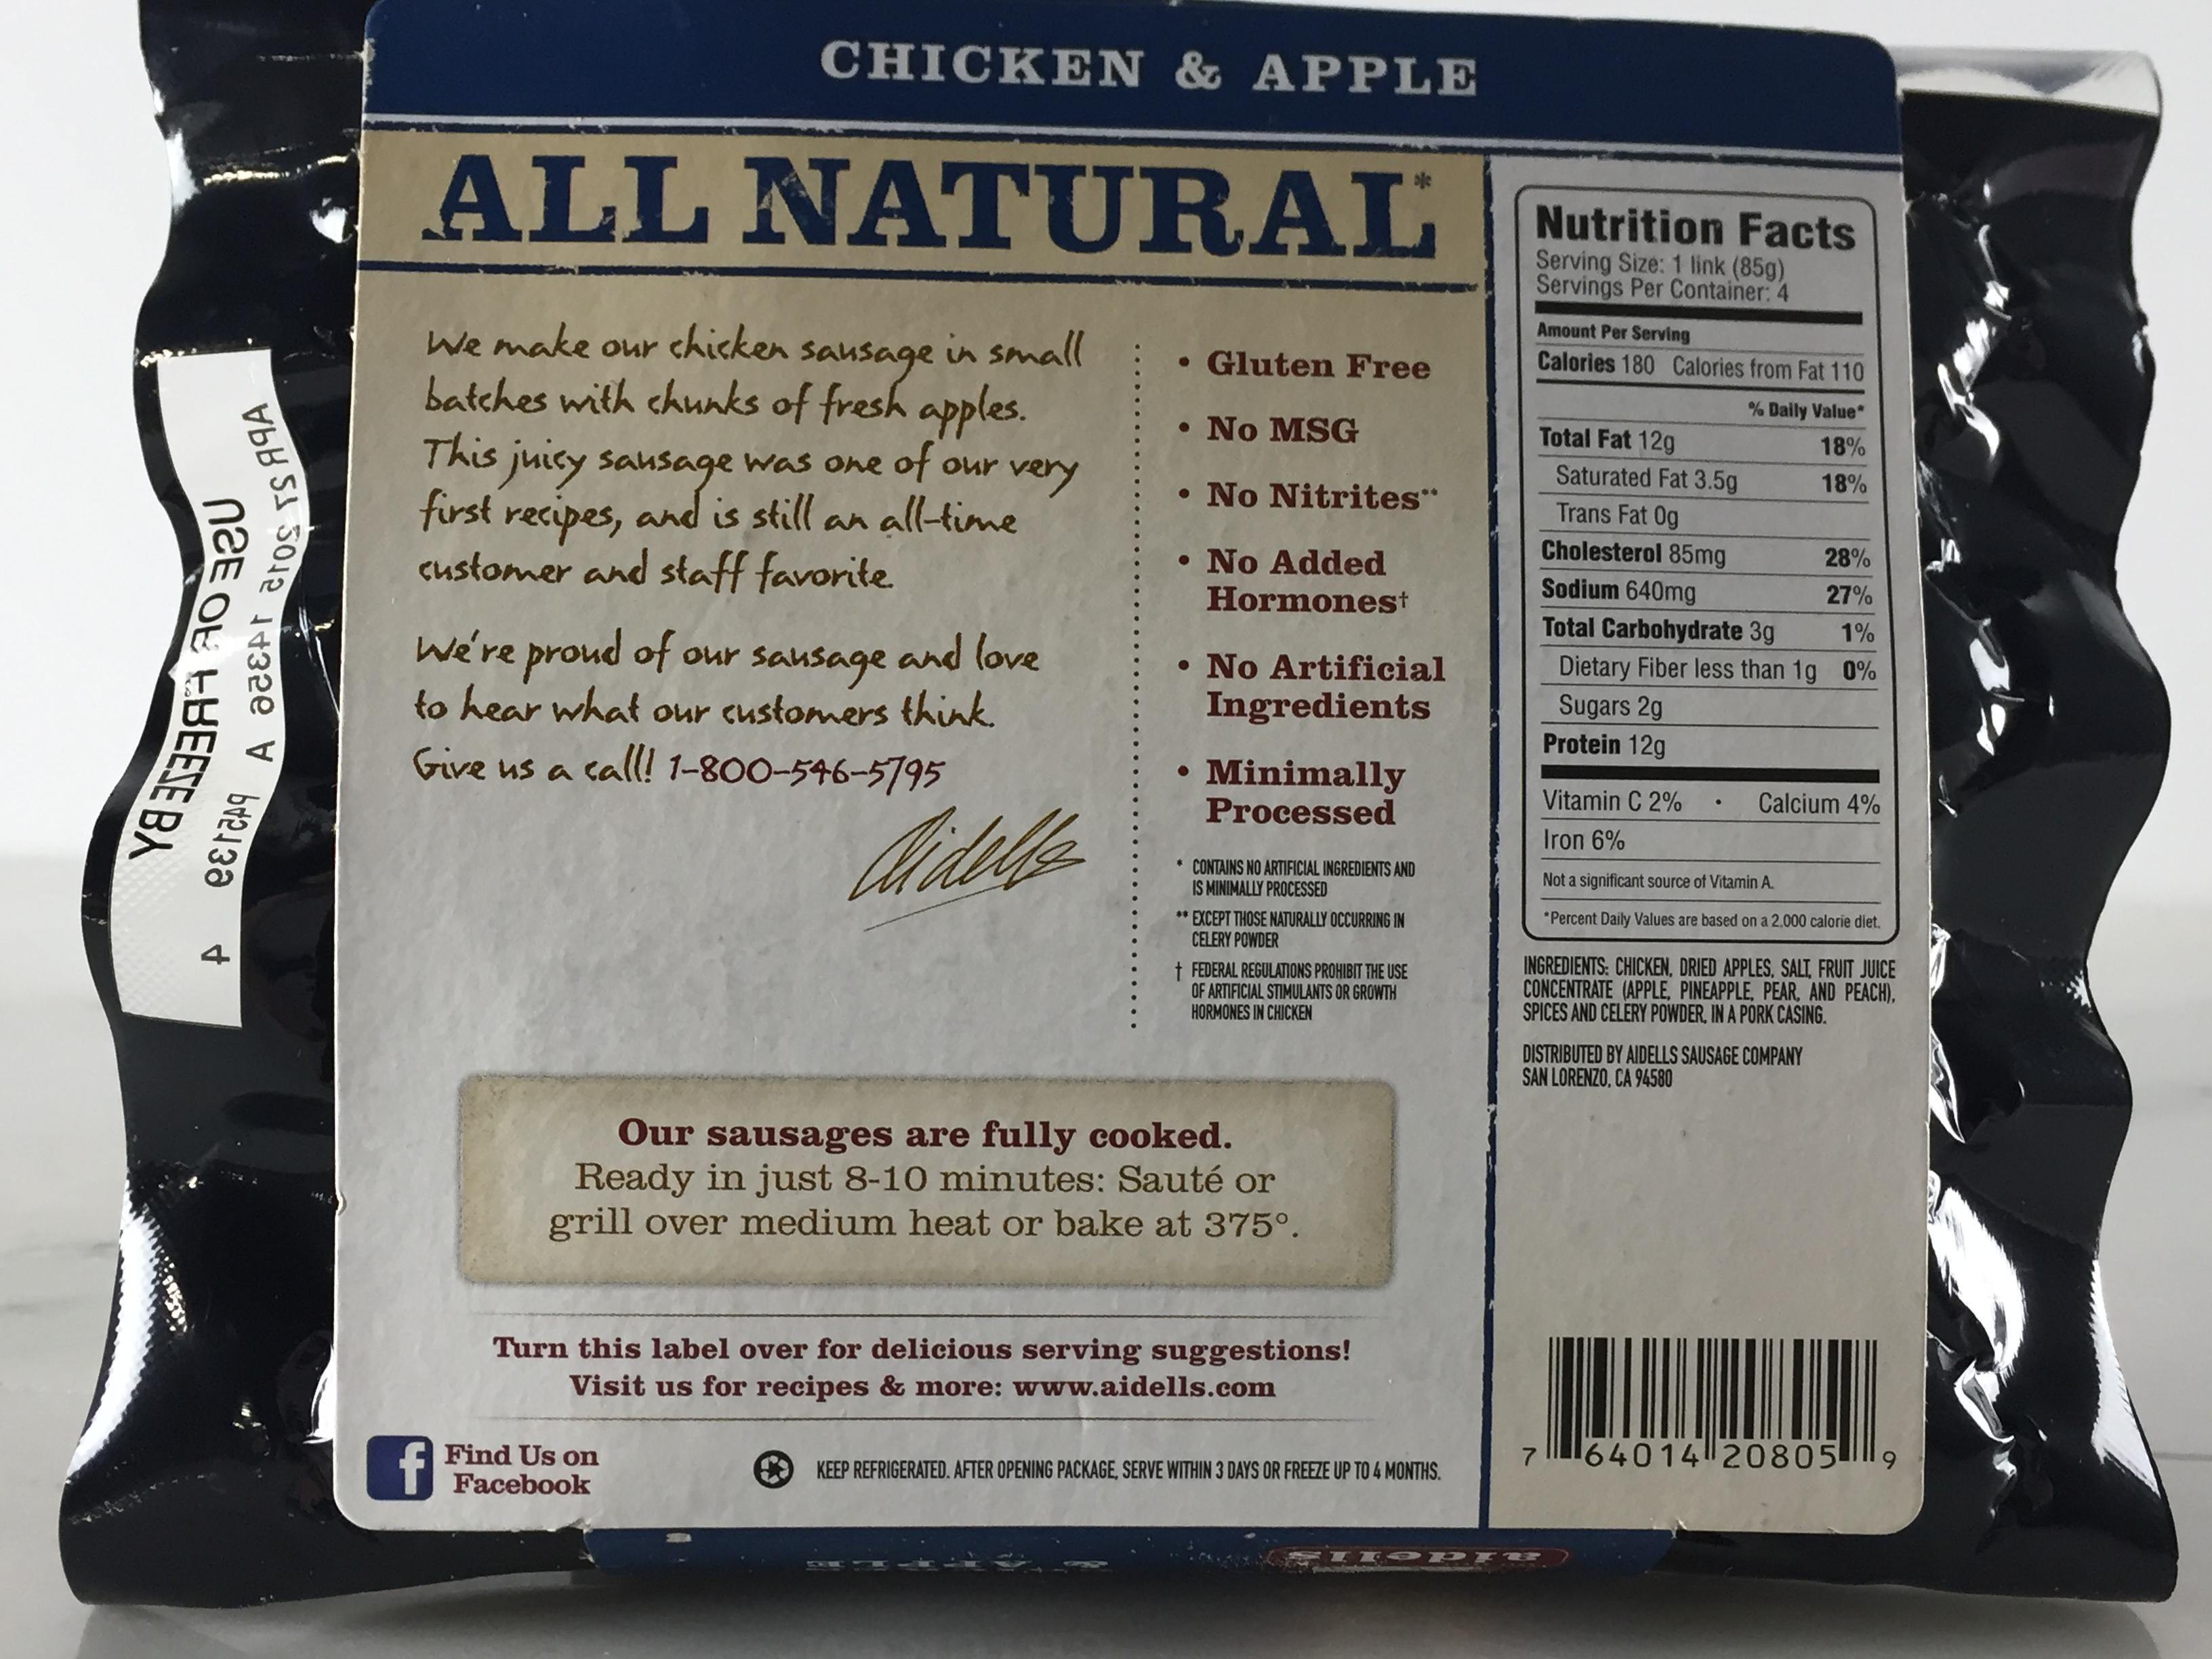 CHICKEN & APPLE
ALL NATURAL*
We make our chicken sausage in small
batches with chunks of fresh apples.
This juicy sausage was one of our very
first recipes, and is still an all-time
customer and staff favorite.
We're proud of our sausage and love
to hear what our customers think.
Give us a call! 1-800-546-5795
Aidells
• Gluten Free
• No MSG
• No Nitrites**
• No Added
Hormones†
• No Artificial
Ingredients
• Minimally
Processed
* CONTAINS NO ARTIFICIAL INGREDIENTS AND
IS MINIMALLY PROCESSED
** EXCEPT THOSE NATURALLY OCCURRING IN
CELERY POWDER
† FEDERAL REGULATIONS PROHIBIT THE USE
OF ARTIFICIAL STIMULANTS OR GROWTH
HORMONES IN CHICKEN
Our sausages are fully cooked.
Ready in just 8-10 minutes: Sauté or
grill over medium heat or bake at 375°.
Turn this label over for delicious serving suggestions!
Visit us for recipes & more: www.aidells.com
f Find Us on
Facebook
KEEP REFRIGERATED. AFTER OPENING PACKAGE, SERVE WITHIN 3 DAYS OR FREEZE UP TO 4 MONTHS.
Nutrition Facts
Serving Size: 1 link (85g)
Servings Per Container: 4
Amount Per Serving
Calories 180 Calories from Fat 110
% Daily Value*
Total Fat 12g 18%
Saturated Fat 3.5g 18%
Trans Fat 0g
Cholesterol 85mg 28%
Sodium 640mg 27%
Total Carbohydrate 3g 1%
Dietary Fiber less than 1g 0%
Sugars 2g
Protein 12g
Vitamin C 2% • Calcium 4%
Iron 6%
Not a significant source of Vitamin A.
*Percent Daily Values are based on a 2,000 calorie diet.
INGREDIENTS: CHICKEN, DRIED APPLES, SALT, FRUIT JUICE
CONCENTRATE (APPLE, PINEAPPLE, PEAR, AND PEACH),
SPICES AND CELERY POWDER, IN A PORK CASING.
DISTRIBUTED BY AIDELLS SAUSAGE COMPANY
SAN LORENZO, CA 94580
7 64014 20805 9
USE OR FREEZE BY
APR 27 2015 14356 A P45139 4
aidells
& APPLE